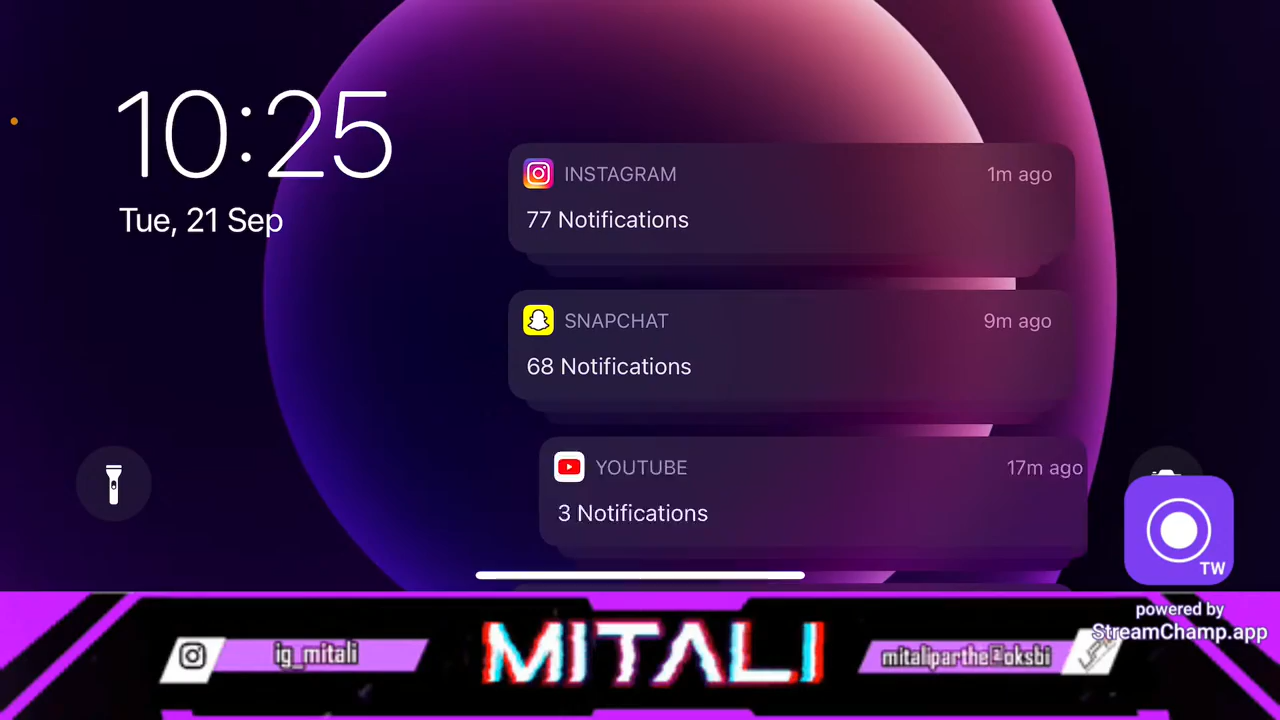 10:25
Tue, 21 Sep
INSTAGRAM
1m ago
77 Notifications
SNAPCHAT
9m ago
68 Notifications
YOUTUBE
17m ago
3 Notifications
TW
powered by
StreamChamp.app
ig_mitali
MITALI
mitaliparthe@oksbi
UPI